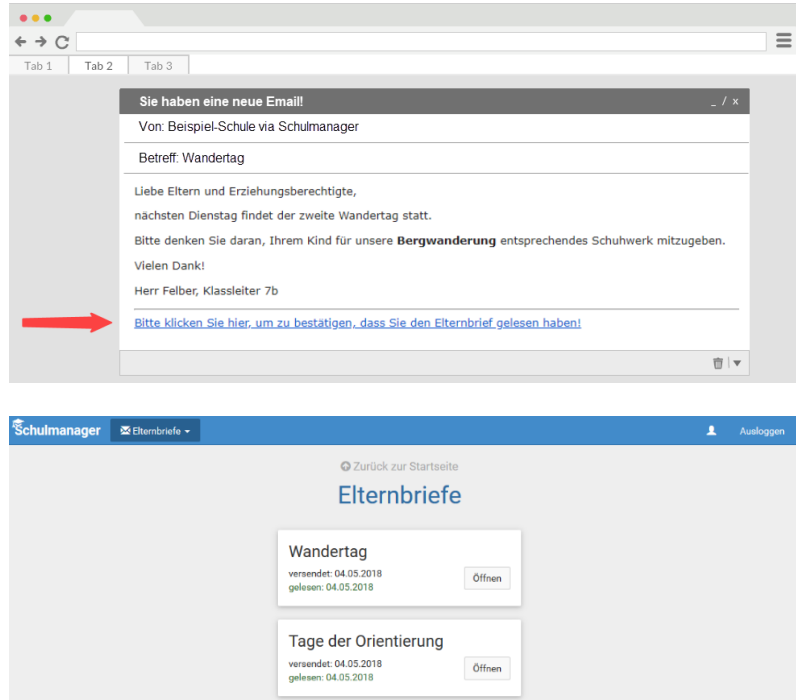 Tab 1 Tab 2 Tab 3
Sie haben eine neue Email! _ / x
Von: Beispiel-Schule via Schulmanager
Betreff: Wandertag
Liebe Eltern und Erziehungsberechtigte,
nächsten Dienstag findet der zweite Wandertag statt.
Bitte denken Sie daran, Ihrem Kind für unsere Bergwanderung entsprechendes Schuhwerk mitzugeben.
Vielen Dank!
Herr Felber, Klassleiter 7b
Bitte klicken Sie hier, um zu bestätigen, dass Sie den Elternbrief gelesen haben!
Schulmanager Elternbriefe Ausloggen
Zurück zur Startseite
Elternbriefe
Wandertag
versendet: 04.05.2018
gelesen: 04.05.2018
Öffnen
Tage der Orientierung
versendet: 04.05.2018
gelesen: 04.05.2018
Öffnen